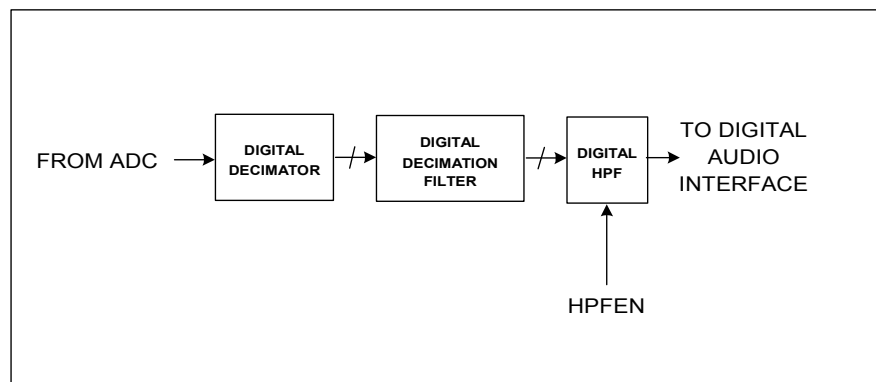 FROM ADC
DIGITAL
DECIMATOR
DIGITAL
DECIMATION
FILTER
DIGITAL
HPF
TO DIGITAL
AUDIO
INTERFACE
HPFEN